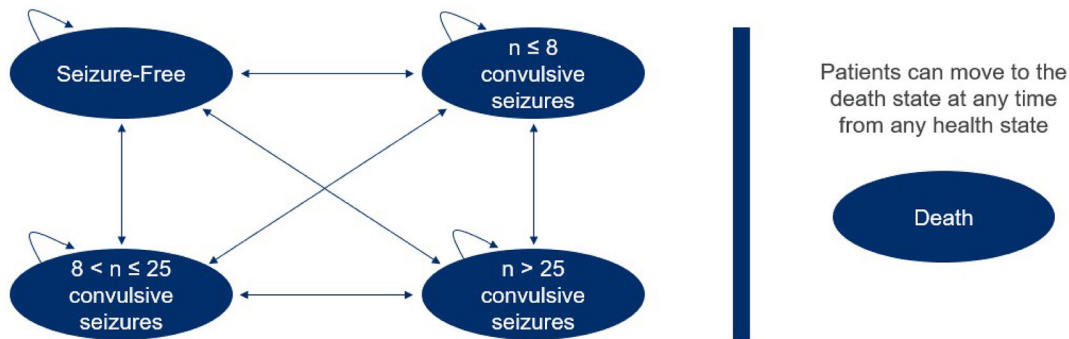 Seizure-Free
n ≤ 8
convulsive
seizures
Patients can move to the
death state at any time
from any health state
Death
8 < n ≤ 25
convulsive
seizures
n > 25
convulsive
seizures